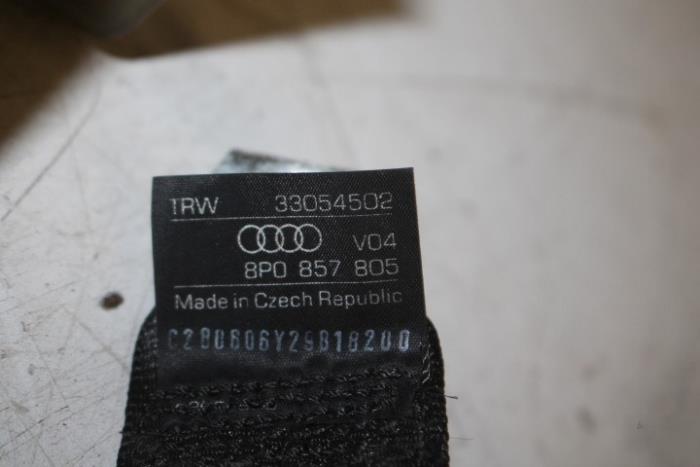 TRW 33054502
V04
8P0 857 805
Made in Czech Republic
C280606Y29818200